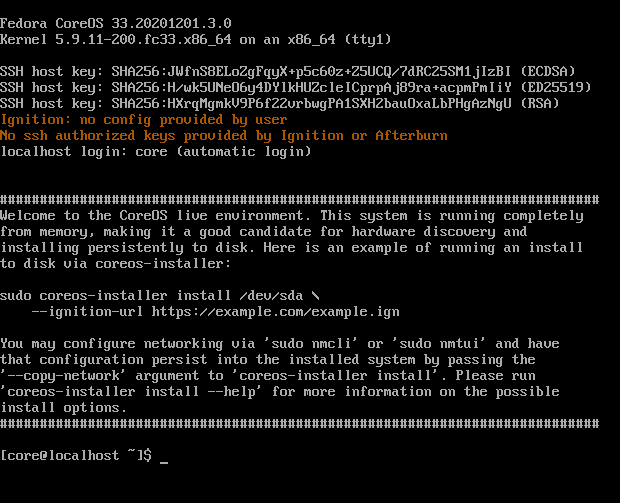 Fedora CoreOS 33.20201201.3.0
Kernel 5.9.11-200.fc33.x86_64 on an x86_64 (tty1)
SSH host key: SHA256:JWfnS8ELoZgFqyX+p5c60z+Z5UCQ/7dRC25SM1jIzBI (ECDSA)
SSH host key: SHA256:H/wk5UNeO6y4DYlkHUZcleICprpAj89ra+acpmPmIiY (ED25519)
SSH host key: SHA256:HXrqMgmkV9P6f2ZvrbwgPA1SXHZbauOxaLbPHgAzNgU (RSA)
Ignition: no config provided by user
No ssh authorized keys provided by Ignition or Afterburn
localhost login: core (automatic login)
###########################################################################
Welcome to the CoreOS live environment. This system is running completely
from memory, making it a good candidate for hardware discovery and
installing persistently to disk. Here is an example of running an install
to disk via coreos-installer:
sudo coreos-installer install /dev/sda \
    --ignition-url https://example.com/example.ign
You may configure networking via 'sudo nmcli' or 'sudo nmtui' and have
that configuration persist into the installed system by passing the
'--copy-network' argument to 'coreos-installer install'. Please run
'coreos-installer install --help' for more information on the possible
install options.
###########################################################################
[core@localhost ~]$ _